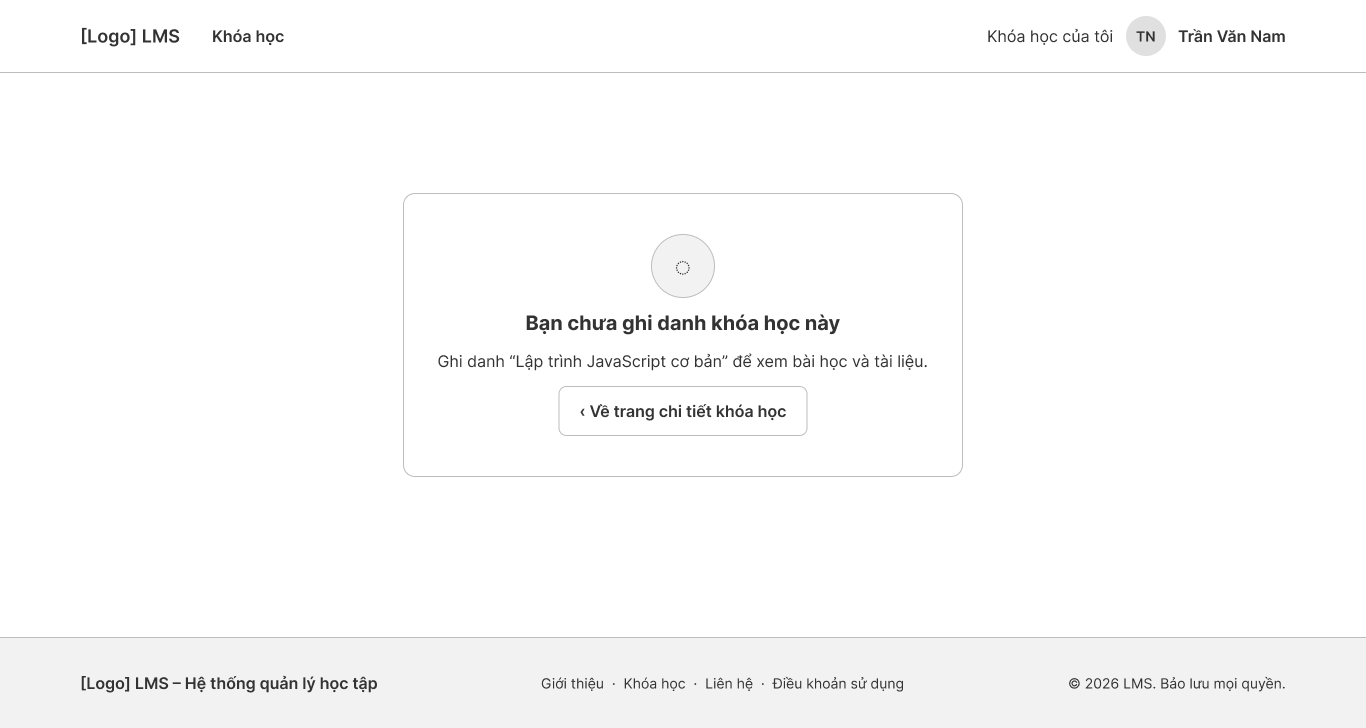 [Logo] LMS Khóa học Khóa học của tôi TN Trần Văn Nam
Bạn chưa ghi danh khóa học này
Ghi danh “Lập trình JavaScript cơ bản” để xem bài học và tài liệu.
‹ Về trang chi tiết khóa học
[Logo] LMS – Hệ thống quản lý học tập Giới thiệu · Khóa học · Liên hệ · Điều khoản sử dụng © 2026 LMS. Bảo lưu mọi quyền.